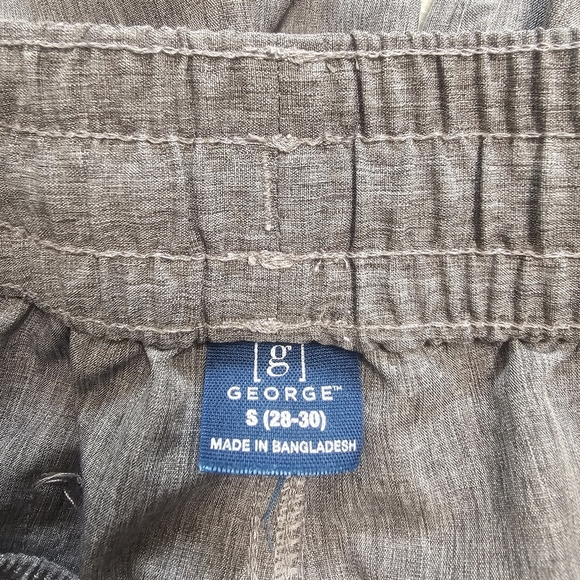 [g]
GEORGE™
S (28-30)
MADE IN BANGLADESH